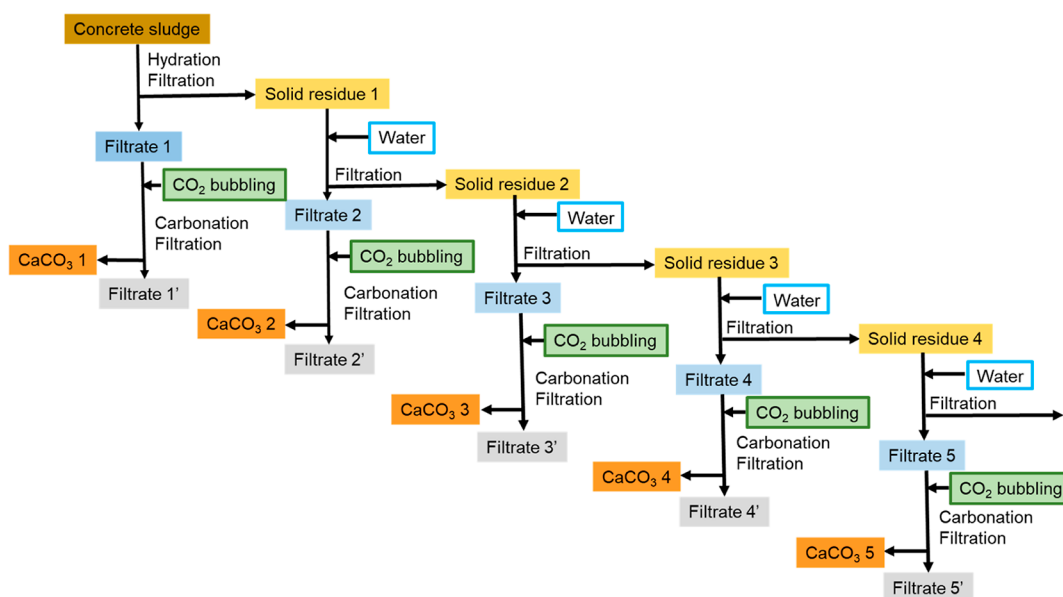 Concrete sludge
Hydration
Filtration
Solid residue 1
Filtrate 1
Water
CO₂ bubbling
Filtration
Solid residue 2
Carbonation
Filtration
Filtrate 2
Water
CaCO₃ 1
CO₂ bubbling
Filtration
Solid residue 3
Filtrate 1’
Carbonation
Filtration
Filtrate 3
Water
CaCO₃ 2
CO₂ bubbling
Filtration
Solid residue 4
Filtrate 2’
Carbonation
Filtration
Filtrate 4
Water
CaCO₃ 3
CO₂ bubbling
Filtration
Filtrate 3’
Carbonation
Filtration
Filtrate 5
CaCO₃ 4
CO₂ bubbling
Filtrate 4’
Carbonation
Filtration
CaCO₃ 5
Filtrate 5’